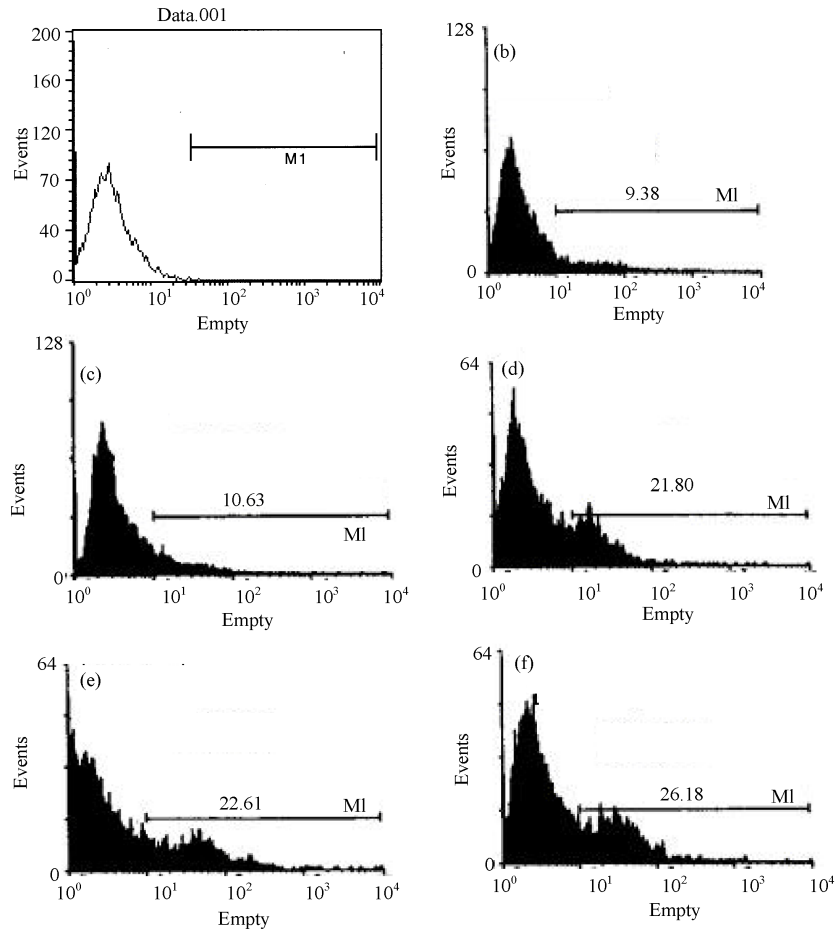 Data.001
200
160
120
70
40
0
Events
M1
10^0 10^1 10^2 10^3 10^4
Empty
(b)
128
Events
9.38 Ml
0
10^0 10^1 10^2 10^3 10^4
Empty
(c)
128
Events
10.63
Ml
0
10^0 10^1 10^2 10^3 10^4
Empty
(d)
64
Events
21.80
Ml
0
10^0 10^1 10^2 10^3 10^4
Empty
(e)
64
Events
22.61 Ml
0
10^0 10^1 10^2 10^3 10^4
Empty
(f)
64
Events
26.18 Ml
0
10^0 10^1 10^2 10^3 10^4
Empty